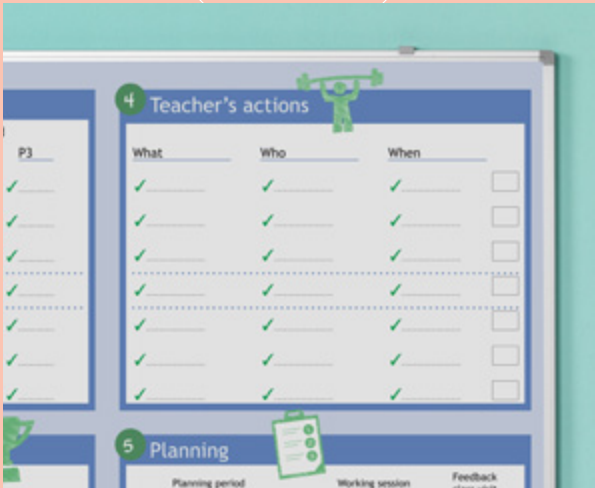 P3
4 Teacher's actions
What Who When
5 Planning
Planning period Working session Feedback